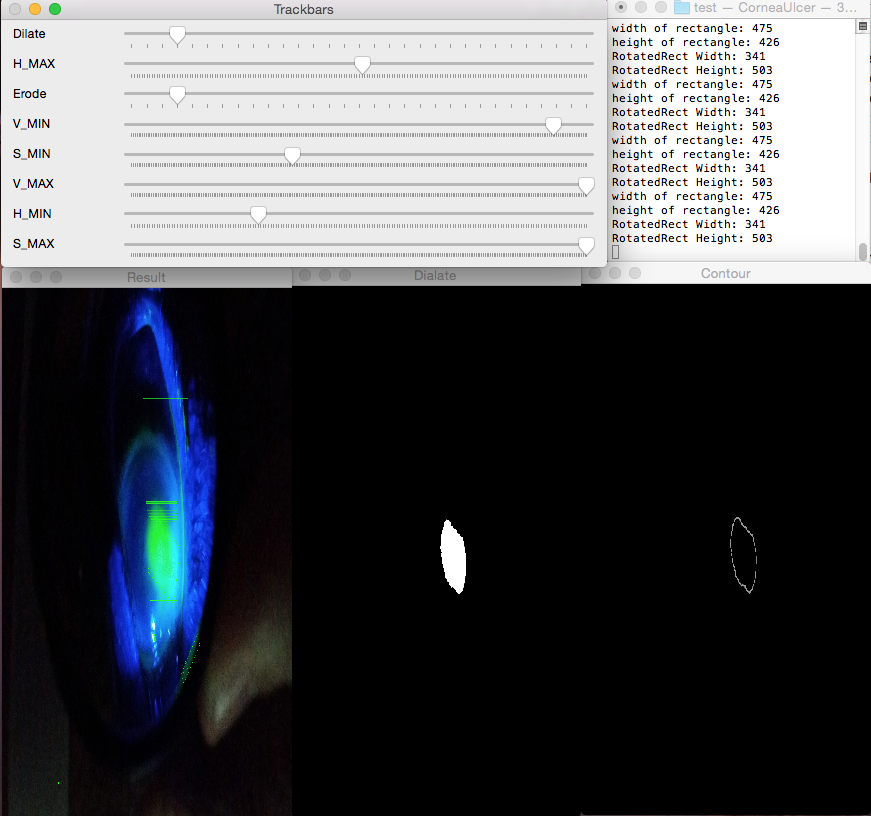 Trackbars
Dilate
H_MAX
Erode
V_MIN
S_MIN
V_MAX
H_MIN
S_MAX
test — CorneaUlcer — 3...
width of rectangle: 475
height of rectangle: 426
RotatedRect Width: 341
RotatedRect Height: 503
width of rectangle: 475
height of rectangle: 426
RotatedRect Width: 341
RotatedRect Height: 503
width of rectangle: 475
height of rectangle: 426
RotatedRect Width: 341
RotatedRect Height: 503
width of rectangle: 475
height of rectangle: 426
RotatedRect Width: 341
RotatedRect Height: 503
Result
Dialate
Contour